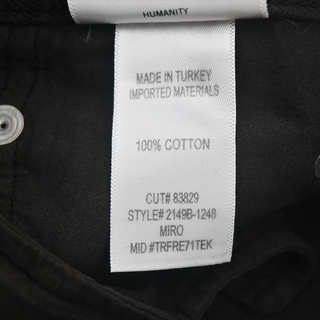 HUMANITY
MADE IN TURKEY
IMPORTED MATERIALS
100% COTTON
CUT# 83829
STYLE# 2149B-1248
MIRO
MID #TRFRE71TEK